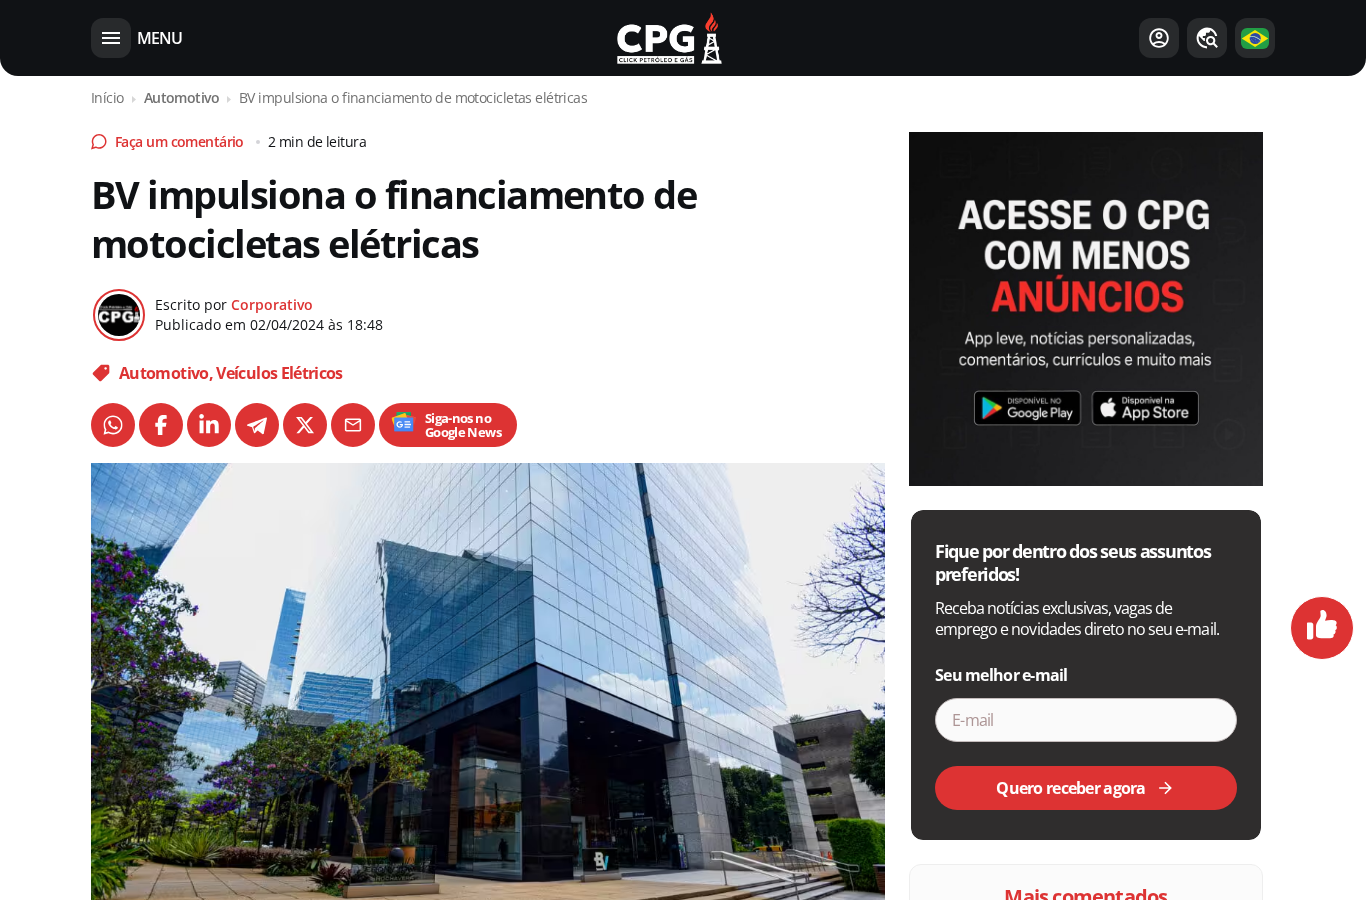 MENU
CPG
CLICK PETRÓLEO E GÁS
Início
Automotivo
BV impulsiona o financiamento de motocicletas elétricas
Faça um comentário
2 min de leitura
BV impulsiona o financiamento de
motocicletas elétricas
CPG
Escrito por Corporativo
Publicado em 02/04/2024 às 18:48
Automotivo, Veículos Elétricos
Siga-nos no
Google News
BV
ACESSE O CPG
COM MENOS
ANÚNCIOS
App leve, notícias personalizadas,
comentários, currículos e muito mais
DISPONÍVEL NO
Google Play
Disponível na
App Store
Fique por dentro dos seus assuntos
preferidos!
Receba notícias exclusivas, vagas de
emprego e novidades direto no seu e-mail.
Seu melhor e-mail
E-mail
Quero receber agora
Mais comentados